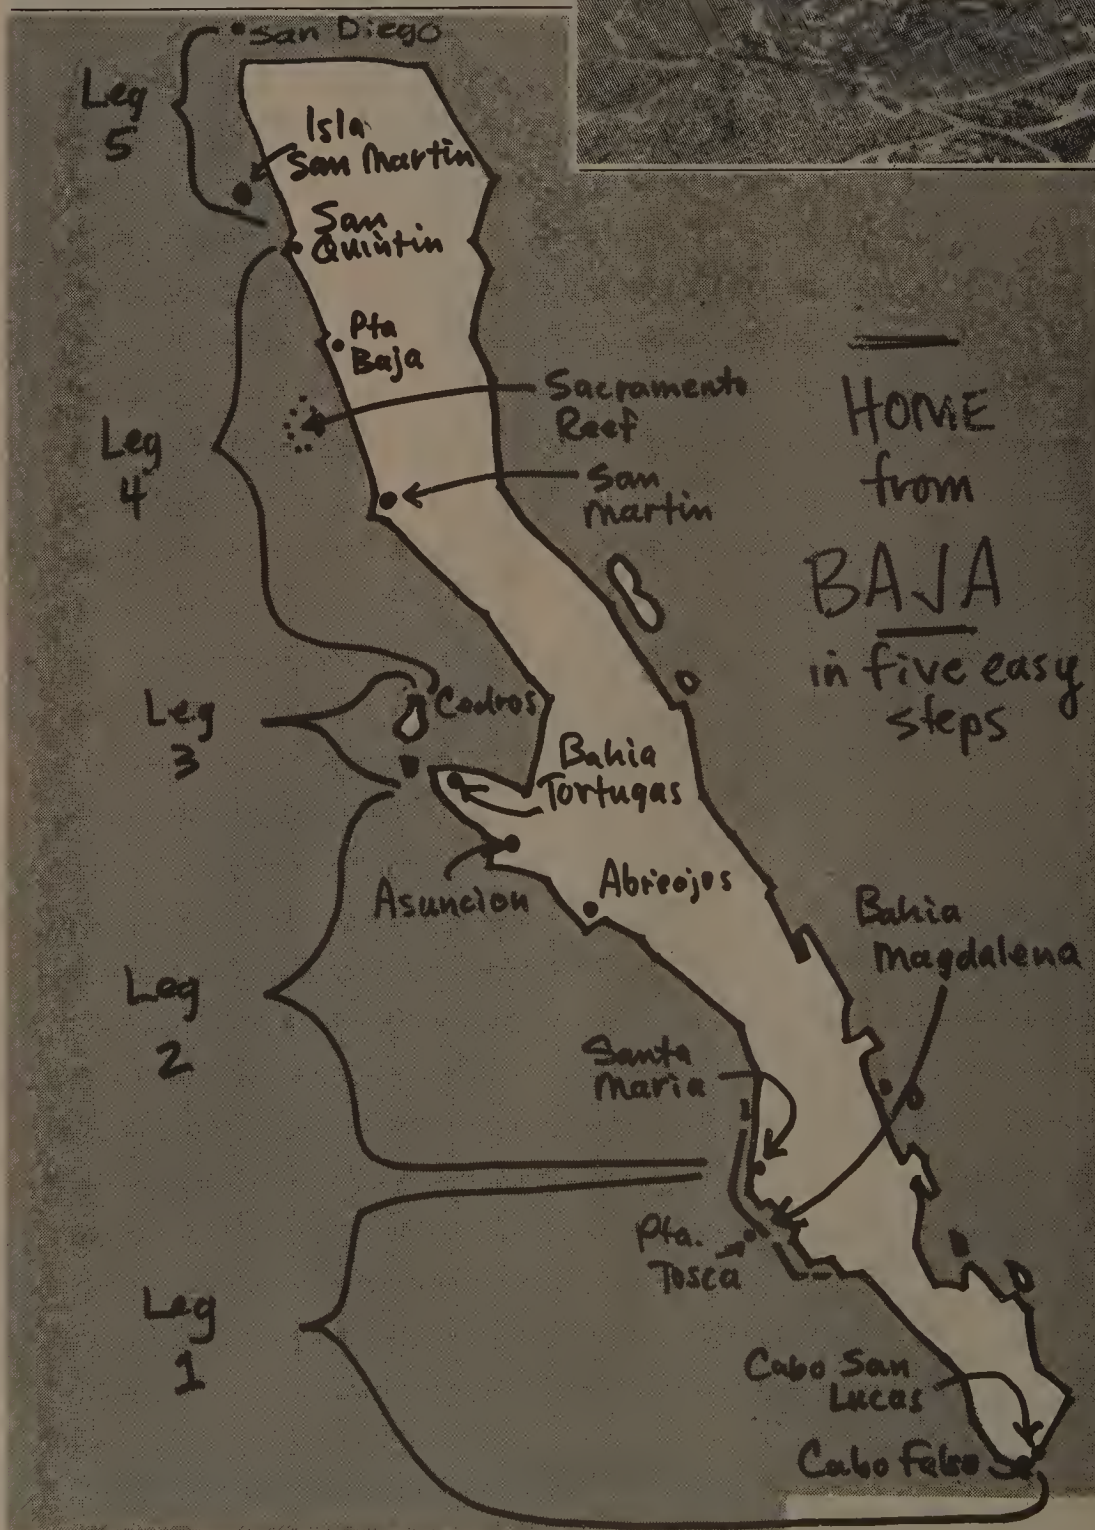 San Diego
Leg
5
Isla
San Martin
San
Quintin
Pta
Baja
Sacramento
Reef
HOME
from
BAJA
in five easy
steps
Leg
4
San
Martin
Leg
3
Cedros
Bahia
Tortugas
Asuncion
Abreojos
Bahia
Magdalena
Leg
2
Santa
Maria
Pta.
Tosca
Leg
1
Cabo San
Lucas
Cabo Falso